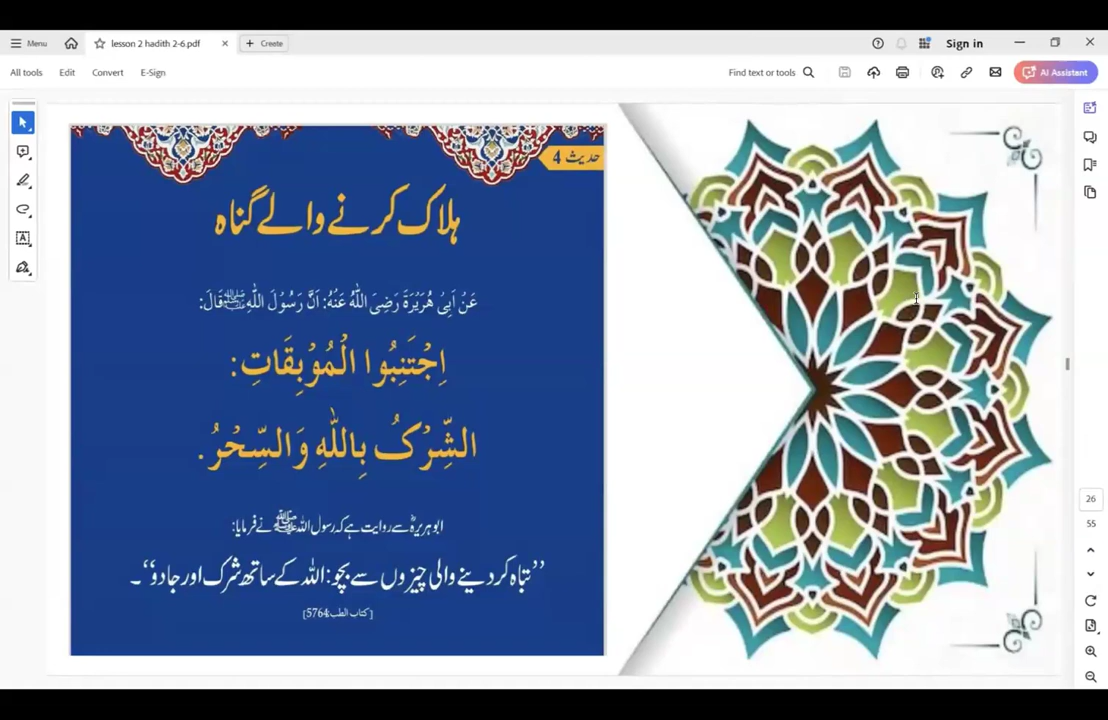 Menu
lesson 2 hadith 2-6.pdf
Create
Sign in
All tools
Edit
Convert
E-Sign
Find text or tools
AI Assistant
حدیث 4
ہلاک کرنے والے گناہ
عَنْ اَبِیْ هُرَیْرَةَ رَضِیَ اللّٰهُ عَنْهُ: اَنَّ رَسُوْلَ اللّٰهِ ﷺ قَالَ:
اِجْتَنِبُوا الْمُوْبِقَاتِ:
الشِّرْكُ بِاللّٰهِ وَالسِّحْرُ.
ابو ہریرہؓ سے روایت ہے کہ رسول اللہ ﷺ نے فرمایا:
’’تباہ کر دینے والی چیزوں سے بچو: اللہ کے ساتھ شرک اور جادو‘‘۔
[کتاب الطب:5764]
26
55